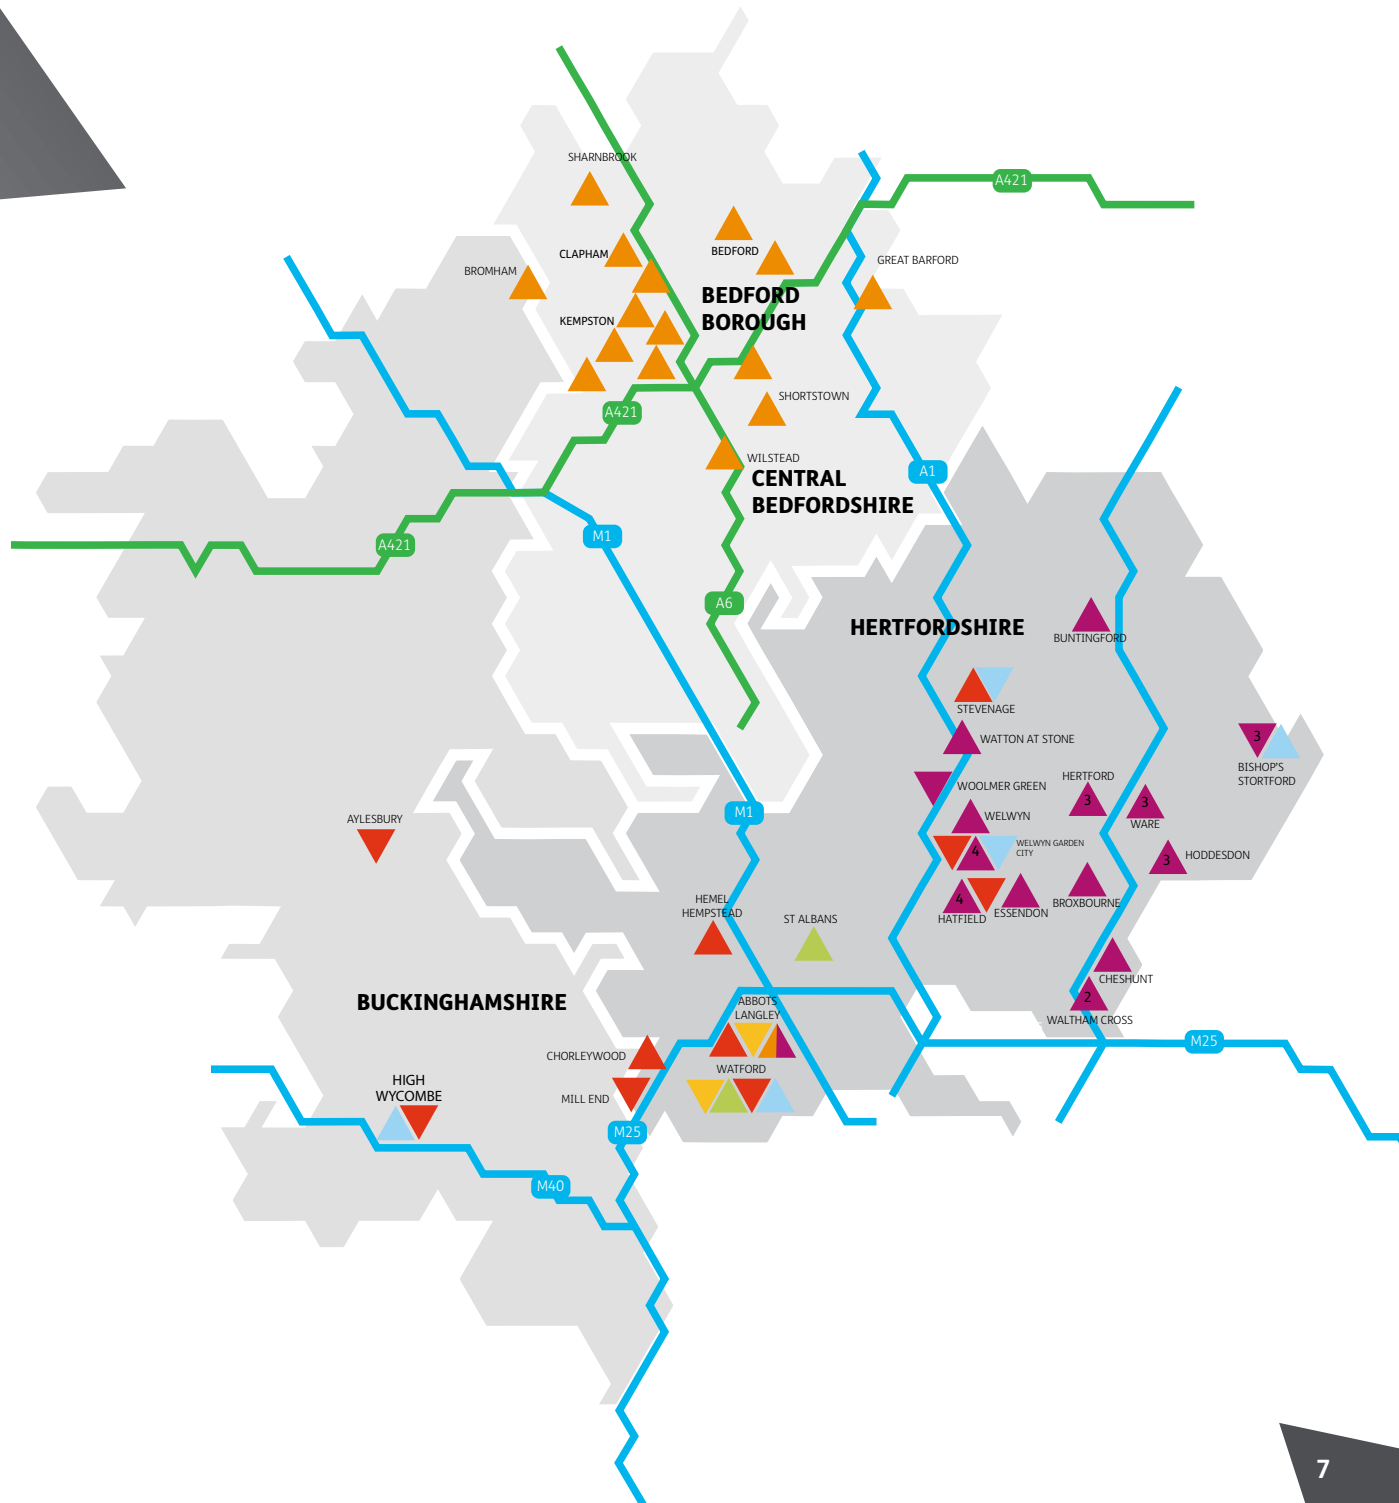 SHARNBROOK
A421
CLAPHAM
BEDFORD
GREAT BARFORD
BROMHAM
BEDFORD
BOROUGH
KEMPSTON
SHORTSTOWN
A421
WILSTEAD
A1
CENTRAL
BEDFORDSHIRE
M1
A421
A6
HERTFORDSHIRE
BUNTINGFORD
STEVENAGE
WATTON AT STONE
3
BISHOP'S
STORTFORD
WOOLMER GREEN
HERTFORD
3
3
WARE
M1
WELWYN
AYLESBURY
WELWYN GARDEN
CITY
4
3
HODDESDON
HEMEL
HEMPSTEAD
ST ALBANS
4
HATFIELD
ESSENDON
BROXBOURNE
CHESHUNT
2
WALTHAM CROSS
BUCKINGHAMSHIRE
ABBOTS
LANGLEY
M25
CHORLEYWOOD
WATFORD
HIGH
WYCOMBE
MILL END
M25
M40
7